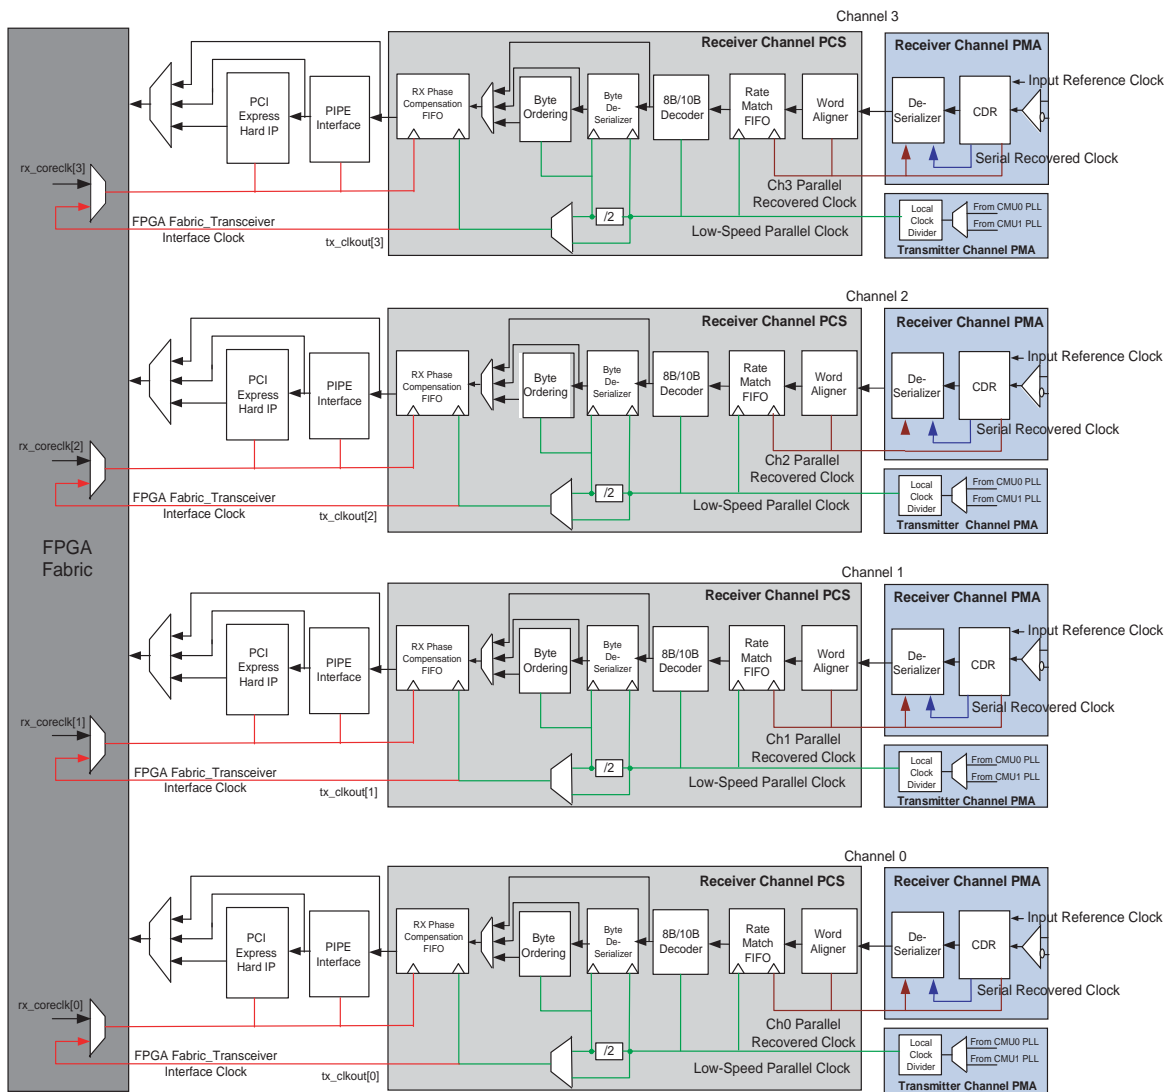 Channel 3
Receiver Channel PCS
Receiver Channel PMA
Input Reference Clock
PCI
Express
Hard IP
PIPE
Interface
RX Phase
Compensation
FIFO
Byte
Ordering
Byte
De-
Serializer
8B/10B
Decoder
Rate
Match
FIFO
Word
Aligner
De-
Serializer
CDR
Serial Recovered Clock
rx_coreclk[3]
Ch3 Parallel
Recovered Clock
FPGA Fabric_Transceiver
Interface Clock
tx_clkout[3]
/2
Low-Speed Parallel Clock
Local
Clock
Divider
From CMU0 PLL
From CMU1 PLL
Transmitter Channel PMA
Channel 2
Receiver Channel PCS
Receiver Channel PMA
Input Reference Clock
PCI
Express
Hard IP
PIPE
Interface
RX Phase
Compensation
FIFO
Byte
Ordering
Byte
De-
Serializer
8B/10B
Decoder
Rate
Match
FIFO
Word
Aligner
De-
Serializer
CDR
Serial Recovered Clock
rx_coreclk[2]
Ch2 Parallel
Recovered Clock
FPGA Fabric_Transceiver
Interface Clock
tx_clkout[2]
/2
Low-Speed Parallel Clock
Local
Clock
Divider
From CMU0 PLL
From CMU1 PLL
Transmitter Channel PMA
FPGA
Fabric
Channel 1
Receiver Channel PCS
Receiver Channel PMA
Input Reference Clock
PCI
Express
Hard IP
PIPE
Interface
RX Phase
Compensation
FIFO
Byte
Ordering
Byte
De-
Serializer
8B/10B
Decoder
Rate
Match
FIFO
Word
Aligner
De-
Serializer
CDR
Serial Recovered Clock
rx_coreclk[1]
Ch1 Parallel
Recovered Clock
FPGA Fabric_Transceiver
Interface Clock
tx_clkout[1]
/2
Low-Speed Parallel Clock
Local
Clock
Divider
From CMU0 PLL
From CMU1 PLL
Transmitter Channel PMA
Channel 0
Receiver Channel PCS
Receiver Channel PMA
Input Reference Clock
PCI
Express
Hard IP
PIPE
Interface
RX Phase
Compensation
FIFO
Byte
Ordering
Byte
De-
Serializer
8B/10B
Decoder
Rate
Match
FIFO
Word
Aligner
De-
Serializer
CDR
Serial Recovered Clock
rx_coreclk[0]
Ch0 Parallel
Recovered Clock
FPGA Fabric_Transceiver
Interface Clock
tx_clkout[0]
/2
Low-Speed Parallel Clock
Local
Clock
Divider
From CMU0 PLL
From CMU1 PLL
Transmitter Channel PMA